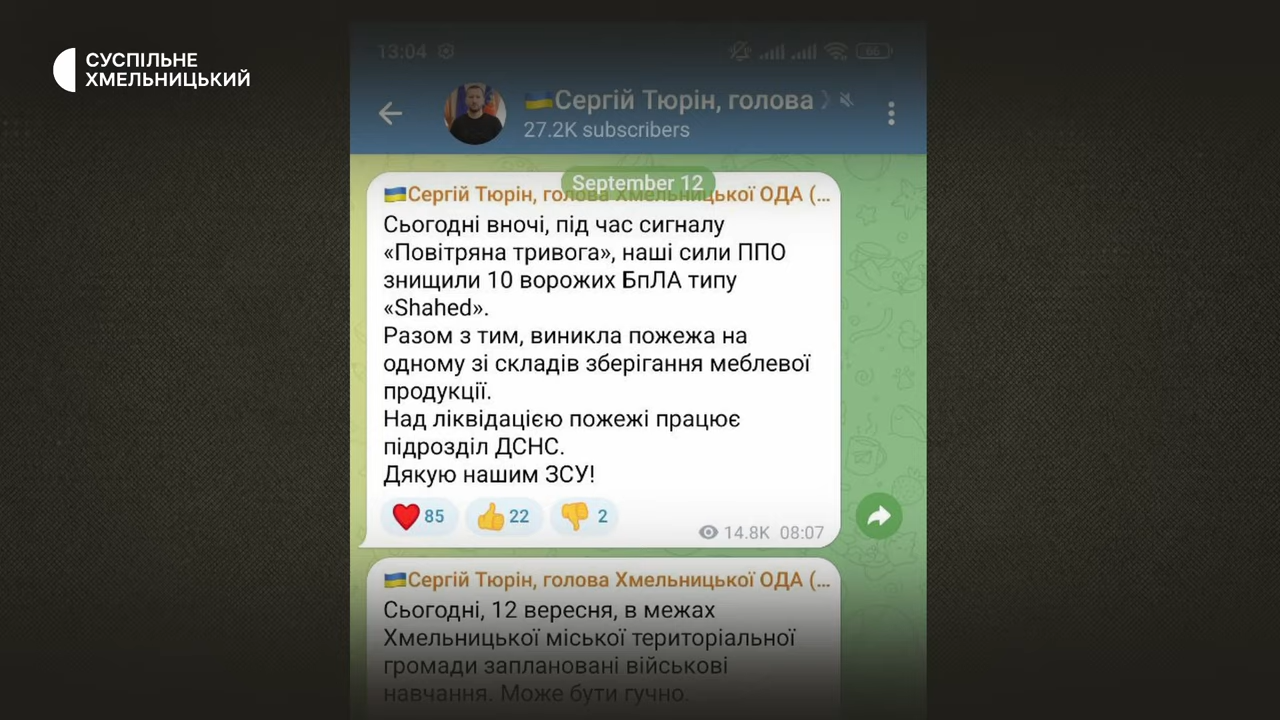 СУСПІЛЬНЕ
ХМЕЛЬНИЦЬКИЙ
13:04
66
🇺🇦Сергій Тюрін, голова
27.2K subscribers
September 12
🇺🇦Сергій Тюрін, голова Хмельницької ОДА (...
Сьогодні вночі, під час сигналу
«Повітряна тривога», наші сили ППО
знищили 10 ворожих БпЛА типу
«Shahed».
Разом з тим, виникла пожежа на
одному зі складів зберігання меблевої
продукції.
Над ліквідацією пожежі працює
підрозділ ДСНС.
Дякую нашим ЗСУ!
❤️ 85 👍 22 👎 2
14.8K 08:07
🇺🇦Сергій Тюрін, голова Хмельницької ОДА (...
Сьогодні, 12 вересня, в межах
Хмельницької міської територіальної
громади заплановані військові
навчання. Може бути гучно.